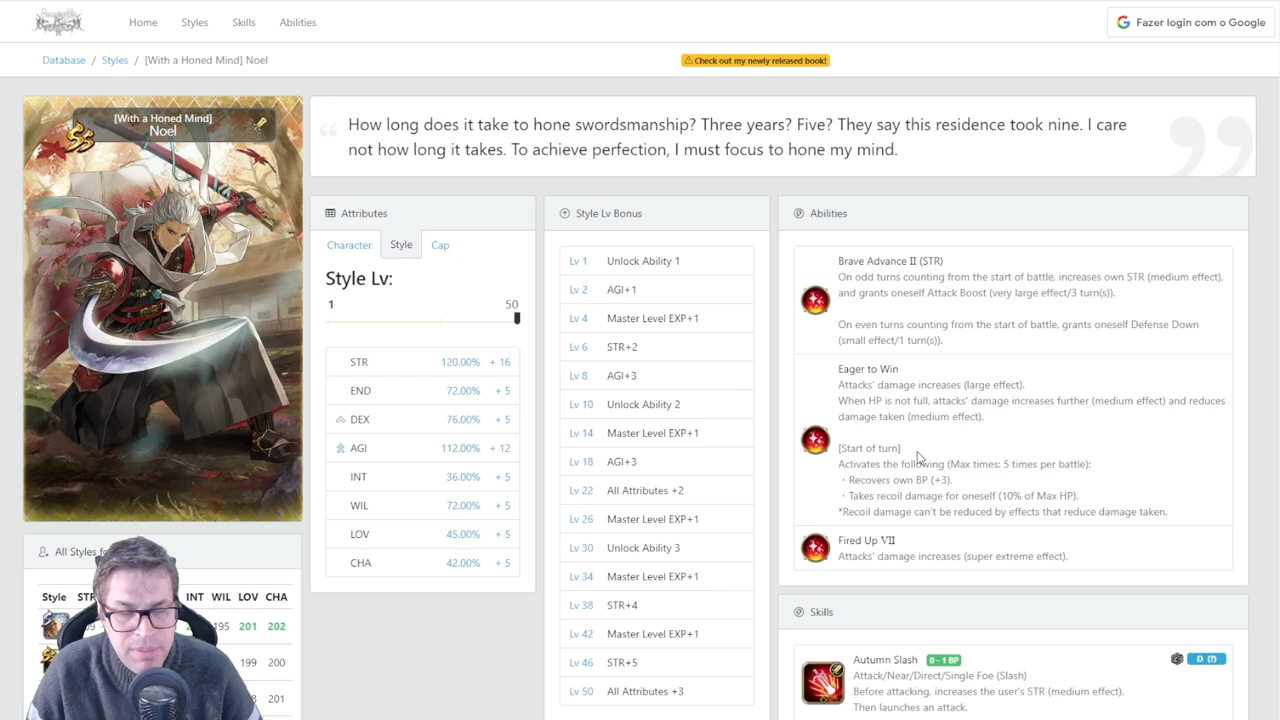 Home Styles Skills Abilities
Fazer login com o Google
Database / Styles / [With a Honed Mind] Noel
Check out my newly released book!
[With a Honed Mind]
Noel
SS
How long does it take to hone swordsmanship? Three years? Five? They say this residence took nine. I care
not how long it takes. To achieve perfection, I must focus to hone my mind.
Attributes
Character Style Cap
Style Lv:
1 50
STR 120.00% + 16
END 72.00% + 5
DEX 76.00% + 5
AGI 112.00% + 12
INT 36.00% + 5
WIL 72.00% + 5
LOV 45.00% + 5
CHA 42.00% + 5
Style Lv Bonus
Lv 1 Unlock Ability 1
Lv 2 AGI+1
Lv 4 Master Level EXP+1
Lv 6 STR+2
Lv 8 AGI+3
Lv 10 Unlock Ability 2
Lv 14 Master Level EXP+1
Lv 18 AGI+3
Lv 22 All Attributes +2
Lv 26 Master Level EXP+1
Lv 30 Unlock Ability 3
Lv 34 Master Level EXP+1
Lv 38 STR+4
Lv 42 Master Level EXP+1
Lv 46 STR+5
Lv 50 All Attributes +3
Abilities
Brave Advance II (STR)
On odd turns counting from the start of battle, increases own STR (medium effect),
and grants oneself Attack Boost (very large effect/3 turn(s)).
On even turns counting from the start of battle, grants oneself Defense Down
(small effect/1 turn(s)).
Eager to Win
Attacks' damage increases (large effect).
When HP is not full, attacks' damage increases further (medium effect) and reduces
damage taken (medium effect).
[Start of turn]
Activates the following (Max times: 5 times per battle):
・Recovers own BP (+3).
・Takes recoil damage for oneself (10% of Max HP).
*Recoil damage can't be reduced by effects that reduce damage taken.
Fired Up VII
Attacks' damage increases (super extreme effect).
Skills
Autumn Slash 0 - 1 BP D (7)
Attack/Near/Direct/Single Foe (Slash)
Before attacking, increases the user's STR (medium effect).
Then launches an attack.
All Styles
Style INT WIL LOV CHA
195 201 202
199 200
201